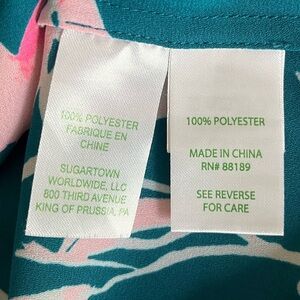 100% POLYESTER
FABRIQUE EN
CHINE
SUGARTOWN
WORLDWIDE, LLC
800 THIRD AVENUE
KING OF PRUSSIA, PA
100% POLYESTER
MADE IN CHINA
RN# 88189
SEE REVERSE
FOR CARE